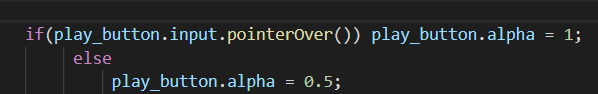 if(play_button.input.pointerOver()) play_button.alpha = 1;
else
play_button.alpha = 0.5;